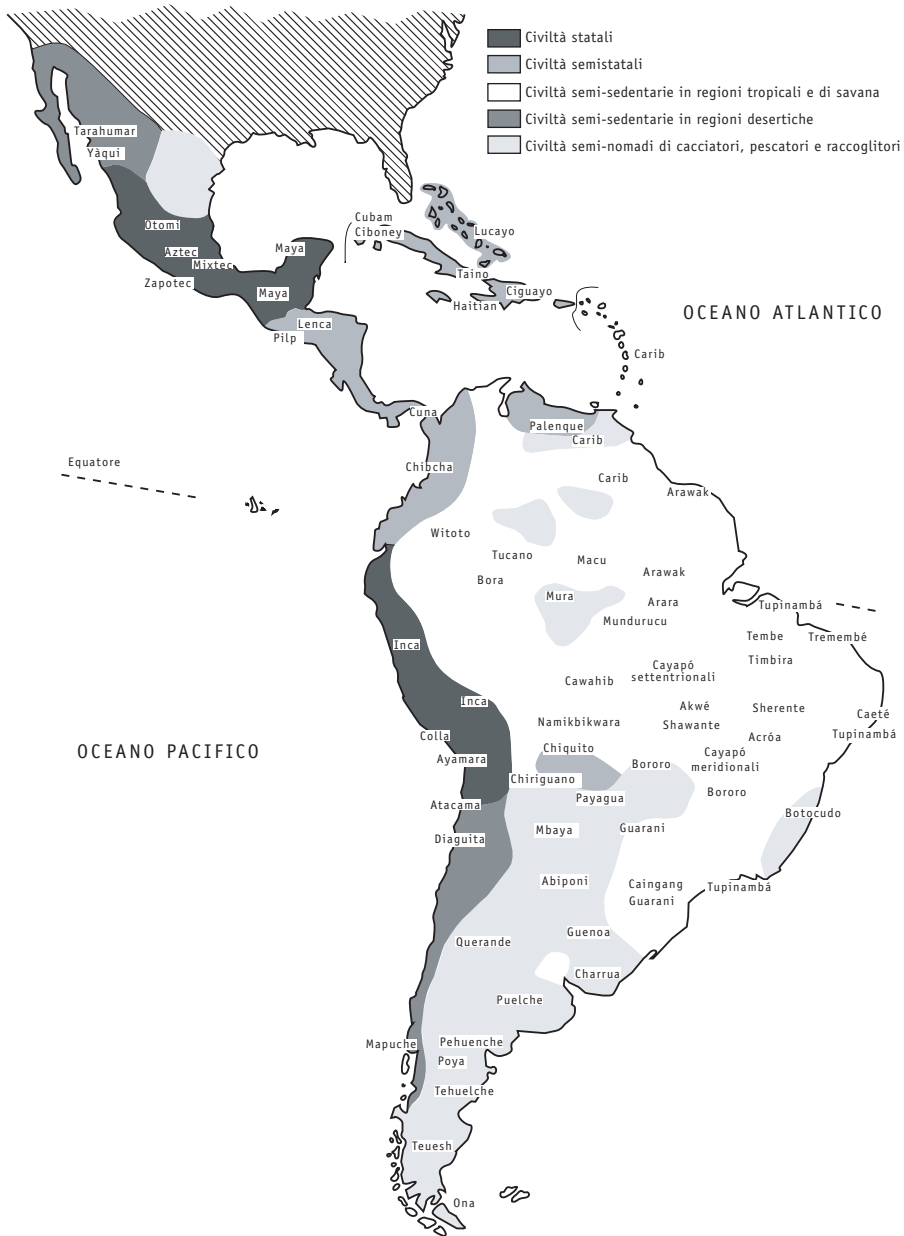 Civiltà statali
Civiltà semistatali
Civiltà semi-sedentarie in regioni tropicali e di savana
Civiltà semi-sedentarie in regioni desertiche
Civiltà semi-nomadi di cacciatori, pescatori e raccoglitori
Tarahumar
Yàqui
Otomi
Aztec
Mixtec
Zapotec
Maya
Maya
Lenca
Pilp
Cubam
Ciboney
Lucayo
Taino
Ciguayo
Haitian
OCEANO ATLANTICO
Carib
Cuna
Palenque
Carib
Chibcha
Equatore
Carib
Arawak
Witoto
Tucano
Macu
Bora
Arawak
Mura
Arara
Tupinambá
Mundurucu
Tembe
Tremembé
Inca
Timbira
Cayapó
settentrionali
Cawahib
Inca
Akwé
Sherente
Caeté
Namikbikwara
Shawante
Tupinambá
Colla
Acróa
OCEANO PACIFICO
Chiquito
Cayapó
meridionali
Ayamara
Bororo
Chiriguano
Bororo
Payagua
Atacama
Botocudo
Mbaya
Guarani
Diaguita
Abiponi
Caingang
Guarani
Tupinambá
Guenoa
Querande
Charrua
Puelche
Mapuche
Pehuenche
Poya
Tehuelche
Teuesh
Ona